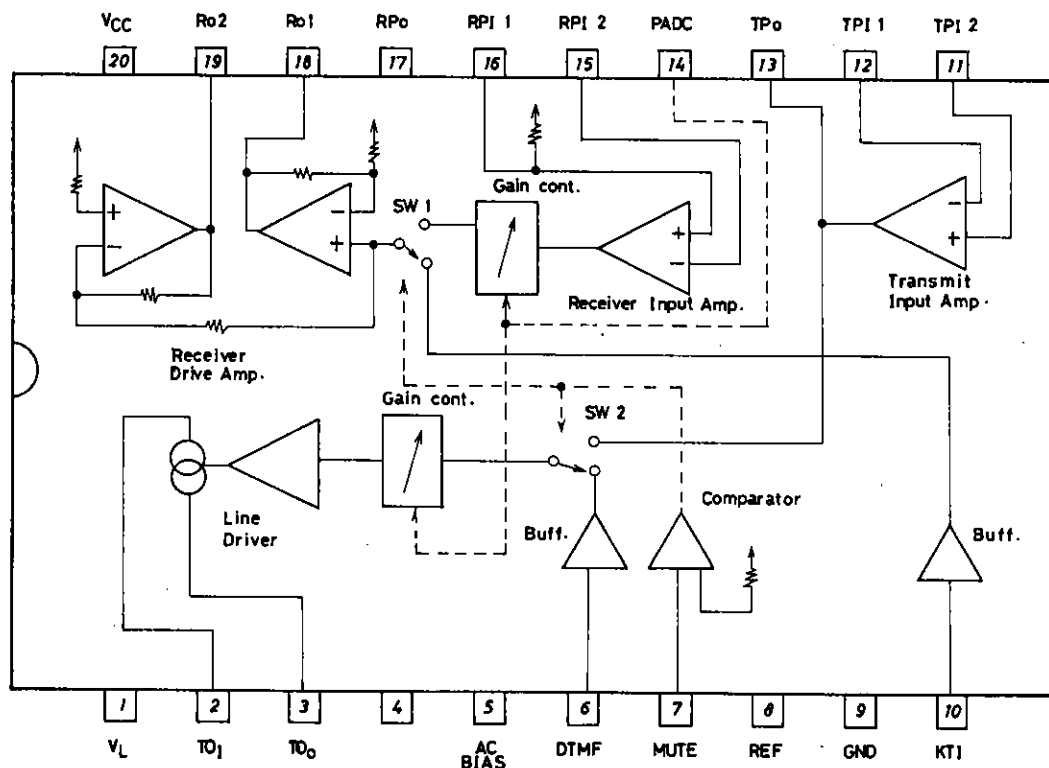 VCC Ro2 Ro1 RPo RPI 1 RPI 2 PADC TPo TPI 1 TPI 2
20 19 18 17 16 15 14 13 12 11
Gain cont.
SW 1
+ − − + + − − +
Receiver Input Amp.
Transmit
Input Amp.
Receiver
Drive Amp.
Gain cont.
SW 2
Comparator
Line
Driver
Buff.
Buff.
1 2 3 4 5 6 7 8 9 10
VL TOI TOo AC
BIAS DTMF MUTE REF GND KTI